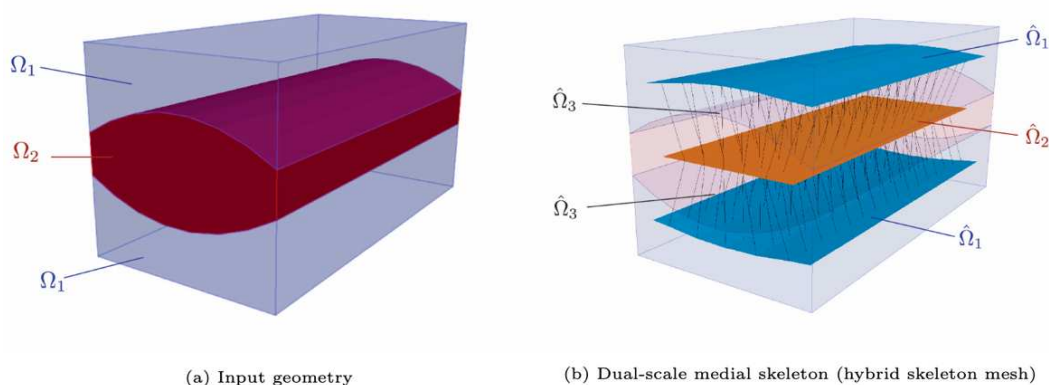 Ω₁
Ω₂
Ω₁
Ω̂₁
Ω̂₃
Ω̂₂
Ω̂₃
Ω̂₁
(a) Input geometry
(b) Dual-scale medial skeleton (hybrid skeleton mesh)